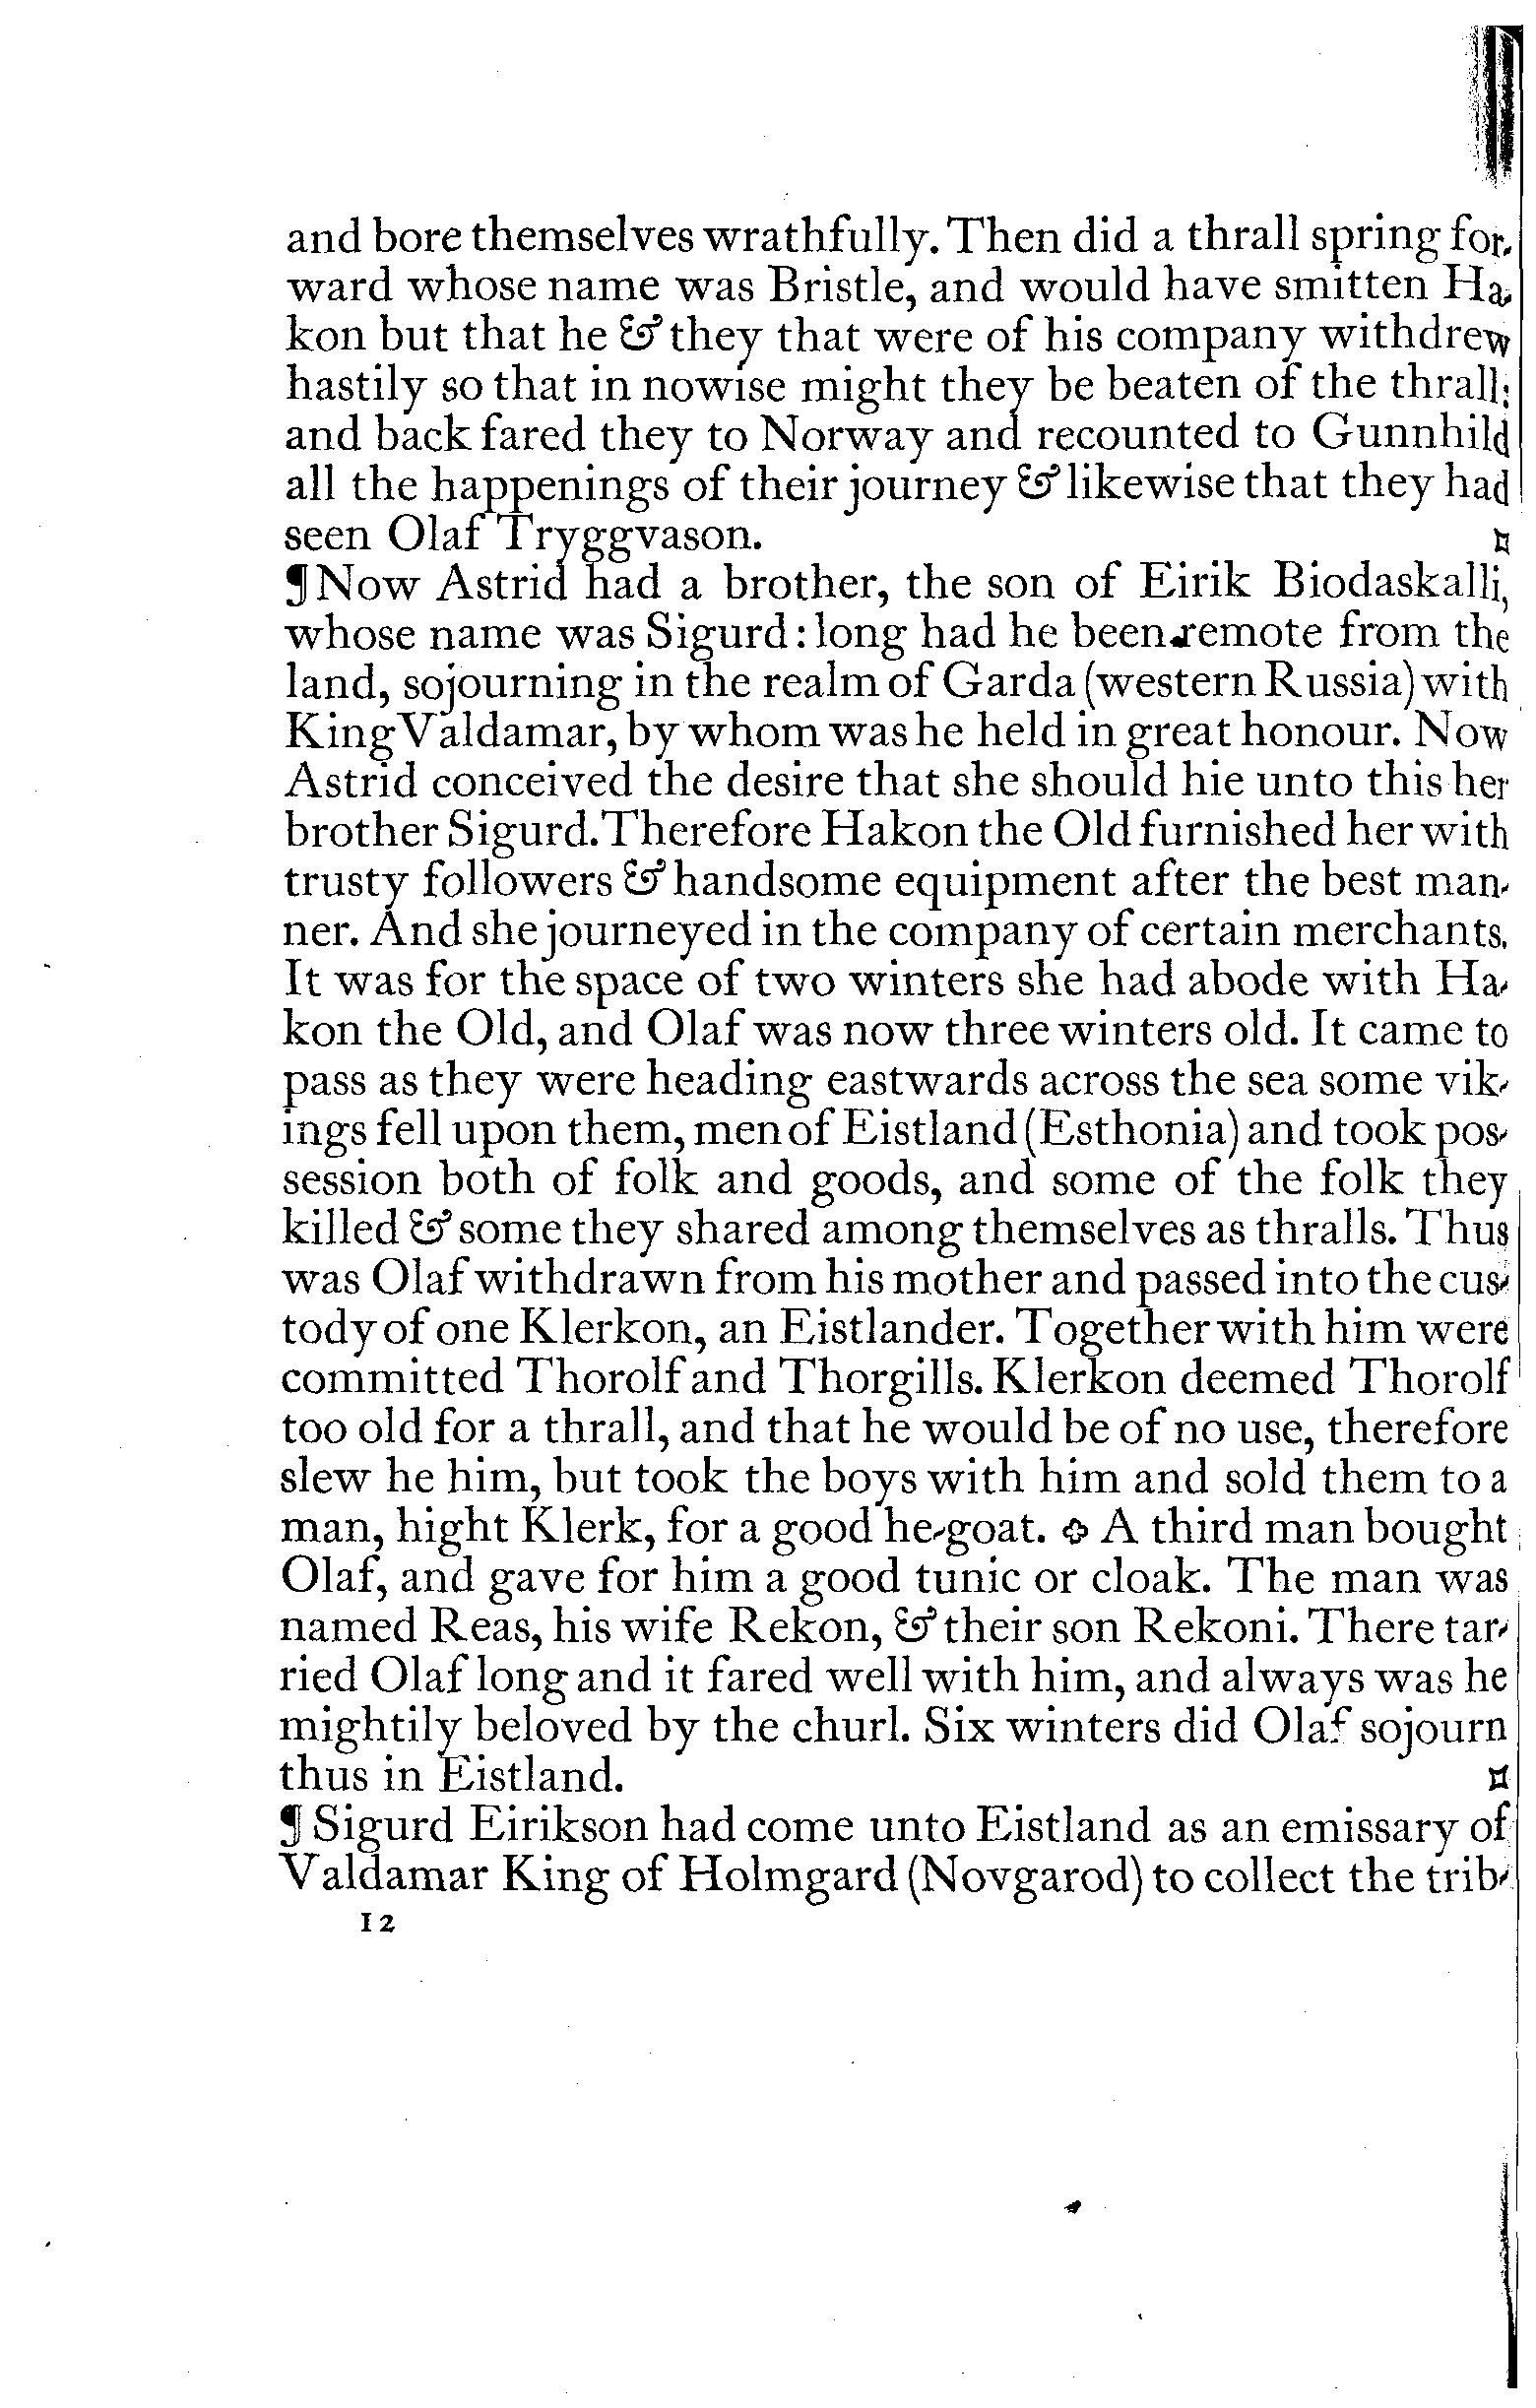 and bore themselves wrathfully. Then did a thrall spring for-
ward whose name was Bristle, and would have smitten Ha-
kon but that he & they that were of his company withdrew
hastily so that in nowise might they be beaten of the thrall;
and back fared they to Norway and recounted to Gunnhild
all the happenings of their journey & likewise that they had
seen Olaf Tryggvason.
¶ Now Astrid had a brother, the son of Eirik Biodaskalli,
whose name was Sigurd: long had he been remote from the
land, sojourning in the realm of Garda (western Russia) with
King Valdamar, by whom was he held in great honour. Now
Astrid conceived the desire that she should hie unto this her
brother Sigurd. Therefore Hakon the Old furnished her with
trusty followers & handsome equipment after the best man-
ner. And she journeyed in the company of certain merchants.
It was for the space of two winters she had abode with Ha-
kon the Old, and Olaf was now three winters old. It came to
pass as they were heading eastwards across the sea some vik-
ings fell upon them, men of Eistland (Esthonia) and took pos-
session both of folk and goods, and some of the folk they
killed & some they shared among themselves as thralls. Thus
was Olaf withdrawn from his mother and passed into the cus-
tody of one Klerkon, an Eistlander. Together with him were
committed Thorolf and Thorgills. Klerkon deemed Thorolf
too old for a thrall, and that he would be of no use, therefore
slew he him, but took the boys with him and sold them to a
man, hight Klerk, for a good he-goat. A third man bought
Olaf, and gave for him a good tunic or cloak. The man was
named Reas, his wife Rekon, & their son Rekoni. There tar-
ried Olaf long and it fared well with him, and always was he
mightily beloved by the churl. Six winters did Olaf sojourn
thus in Eistland.
¶ Sigurd Eirikson had come unto Eistland as an emissary of
Valdamar King of Holmgard (Novgarod) to collect the trib-
12